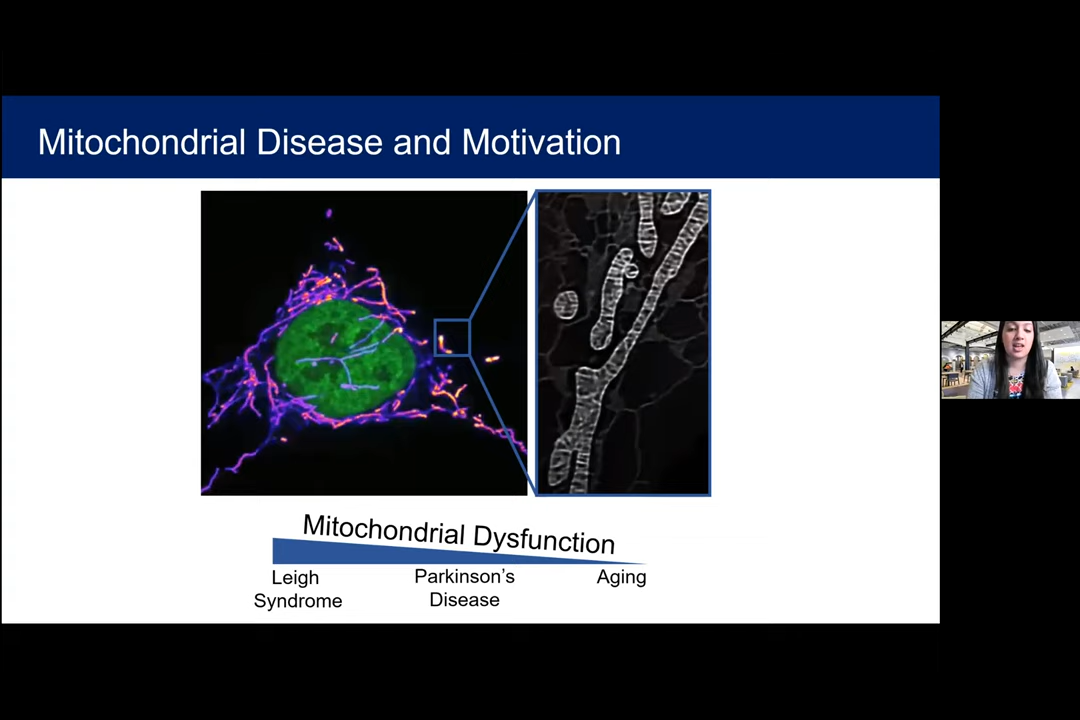 Mitochondrial Disease and Motivation
Mitochondrial Dysfunction
Leigh
Syndrome
Parkinson's
Disease
Aging